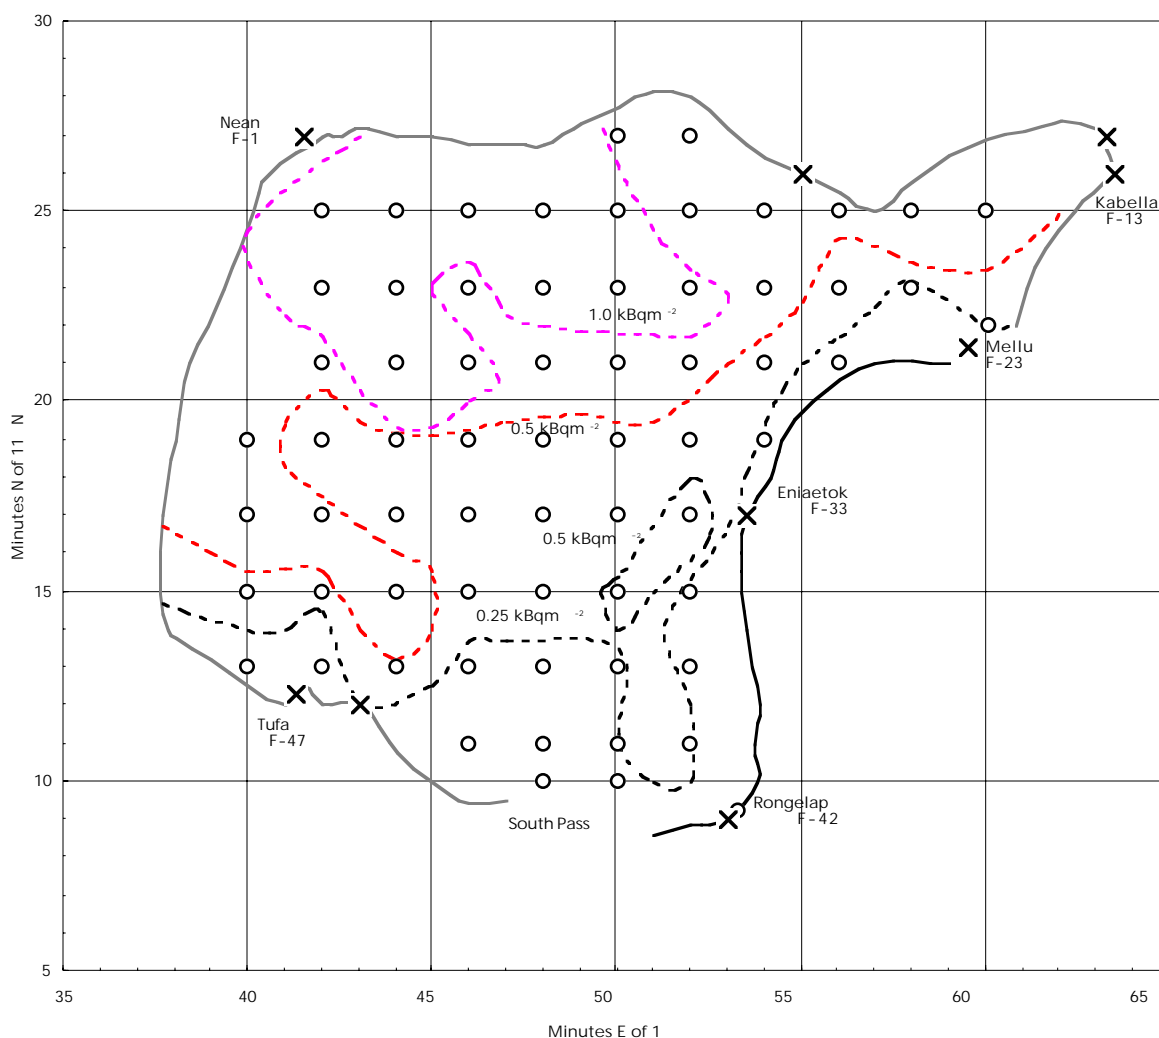 30
Nean
F-1
25
Kabella
F-13
1.0 kBqm -2
Mellu
F-23
20
0.5 kBqm -2
Eniaetok
F-33
0.5 kBqm -2
15
0.25 kBqm -2
Tufa
F-47
10
Rongelap
F-42
South Pass
5
35 40 45 50 55 60 65
Minutes E of 1
Minutes N of 11 N